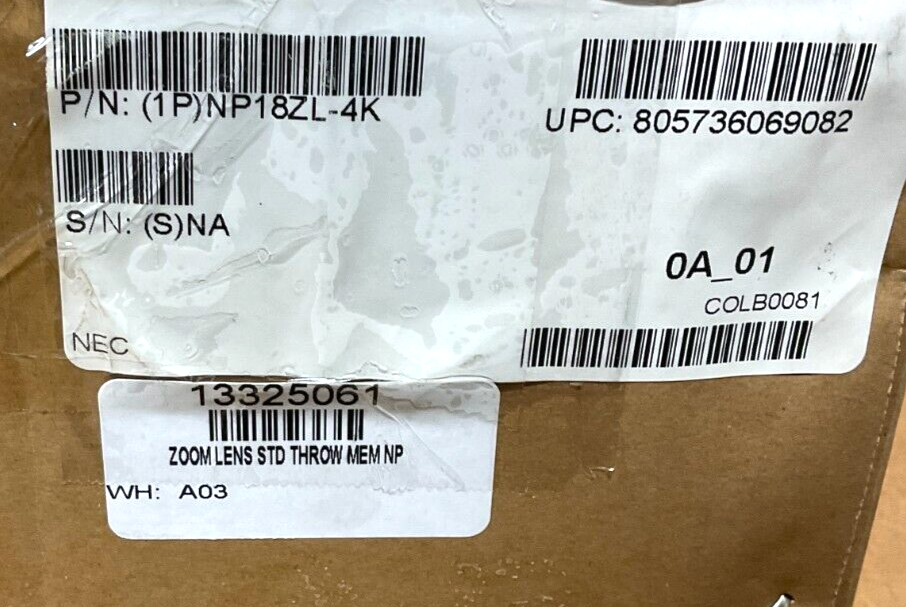 P/N: (1P)NP18ZL-4K
UPC: 805736069082
S/N: (S)NA
0A_01
COLB0081
NEC
13325061
ZOOM LENS STD THROW MEM NP
WH: A03